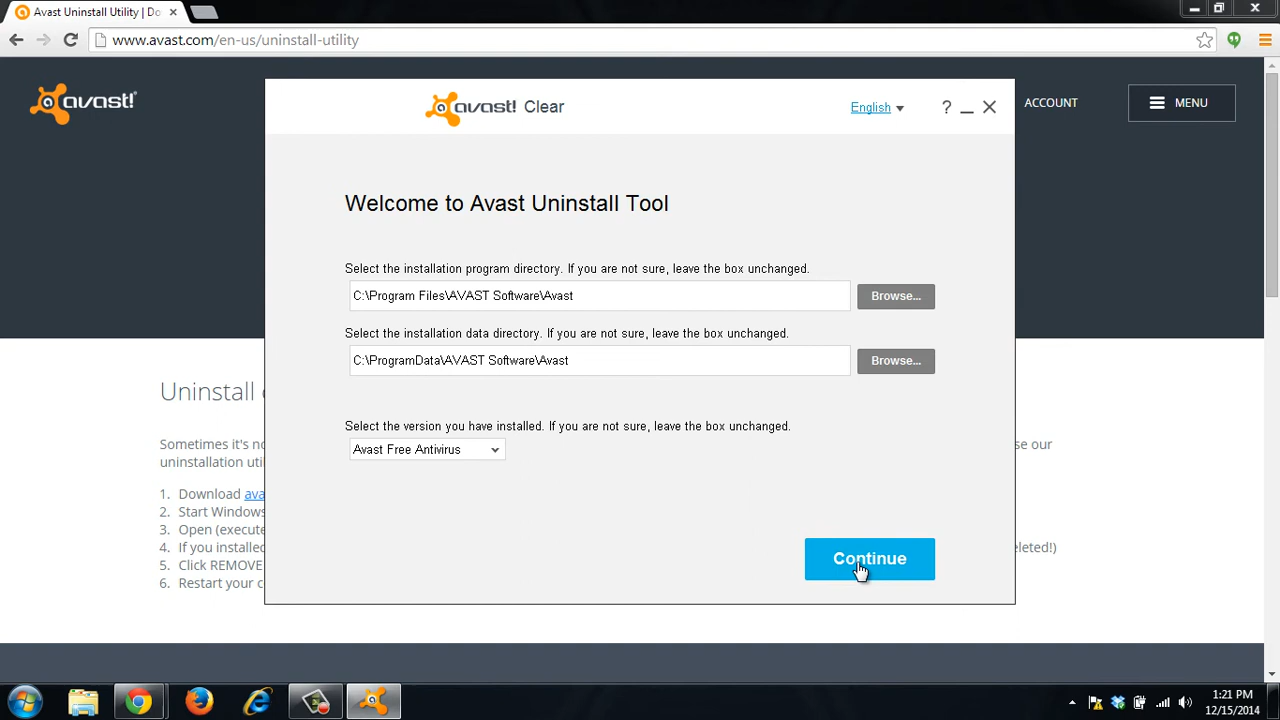 Avast Uninstall Utility | Do
www.avast.com/en-us/uninstall-utility
avast!
ACCOUNT
MENU
avast! Clear
English
?
Welcome to Avast Uninstall Tool
Select the installation program directory. If you are not sure, leave the box unchanged.
C:\Program Files\AVAST Software\Avast
Browse...
Select the installation data directory. If you are not sure, leave the box unchanged.
C:\ProgramData\AVAST Software\Avast
Browse...
Select the version you have installed. If you are not sure, leave the box unchanged.
Avast Free Antivirus
Continue
Uninstall
Sometimes it's no
se our
uninstallation uti
1. Download ava
2. Start Windows
3. Open (execute
4. If you installed
eleted!)
5. Click REMOVE
6. Restart your c
1:21 PM
12/15/2014